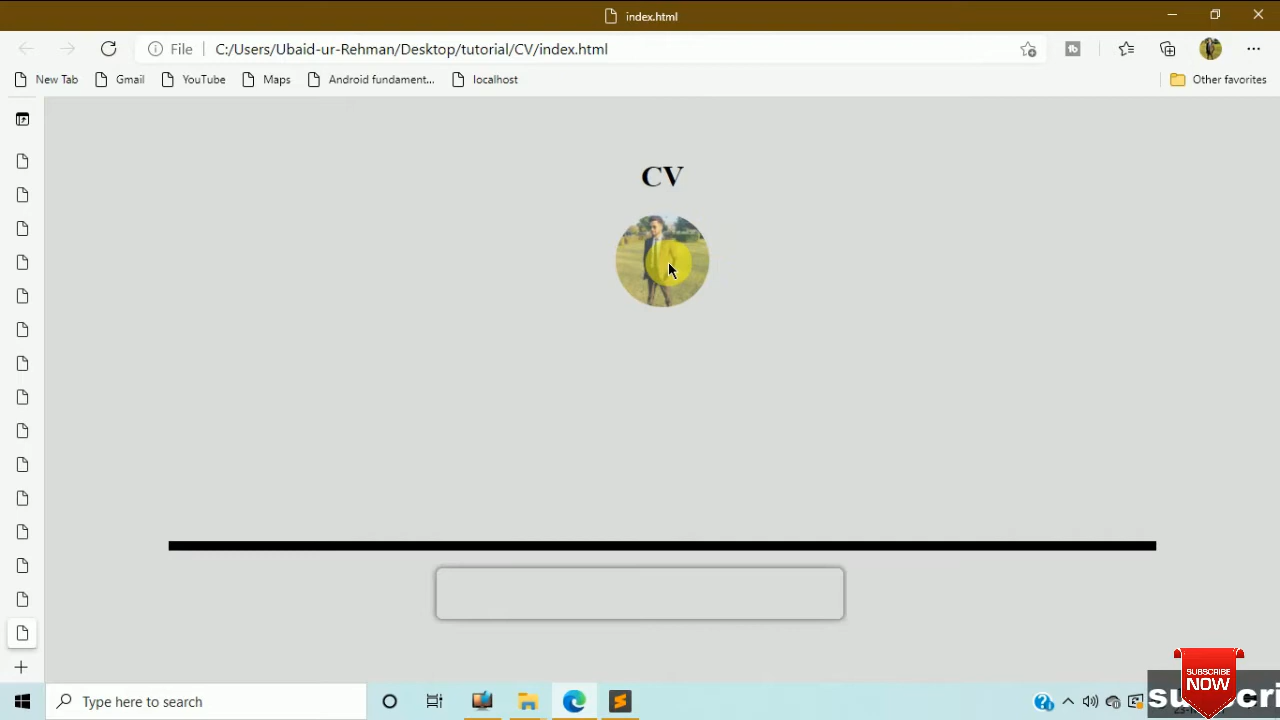 index.html
File
C:/Users/Ubaid-ur-Rehman/Desktop/tutorial/CV/index.html
New Tab
Gmail
YouTube
Maps
Android fundament...
localhost
Other favorites
CV
Type here to search
SUBSCRIBE
NOW
subscri